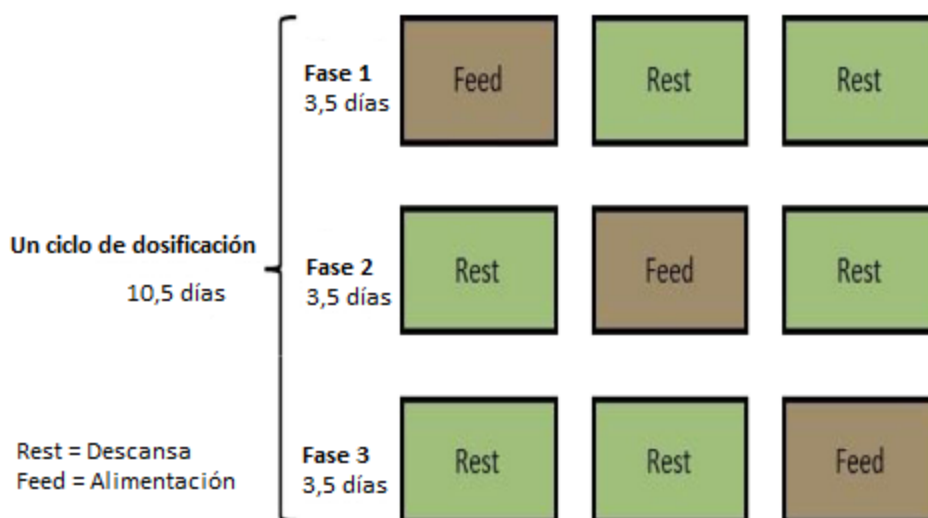 Fase 1
3,5 días
Feed
Rest
Rest
Un ciclo de dosificación
10,5 días
Fase 2
3,5 días
Rest
Feed
Rest
Rest = Descansa
Feed = Alimentación
Fase 3
3,5 días
Rest
Rest
Feed